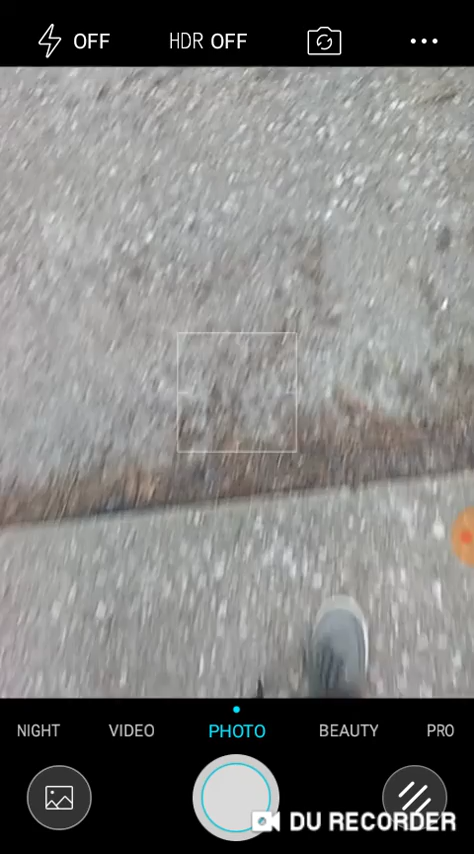 OFF
HDR OFF
NIGHT VIDEO PHOTO BEAUTY PRO
DU RECORDER